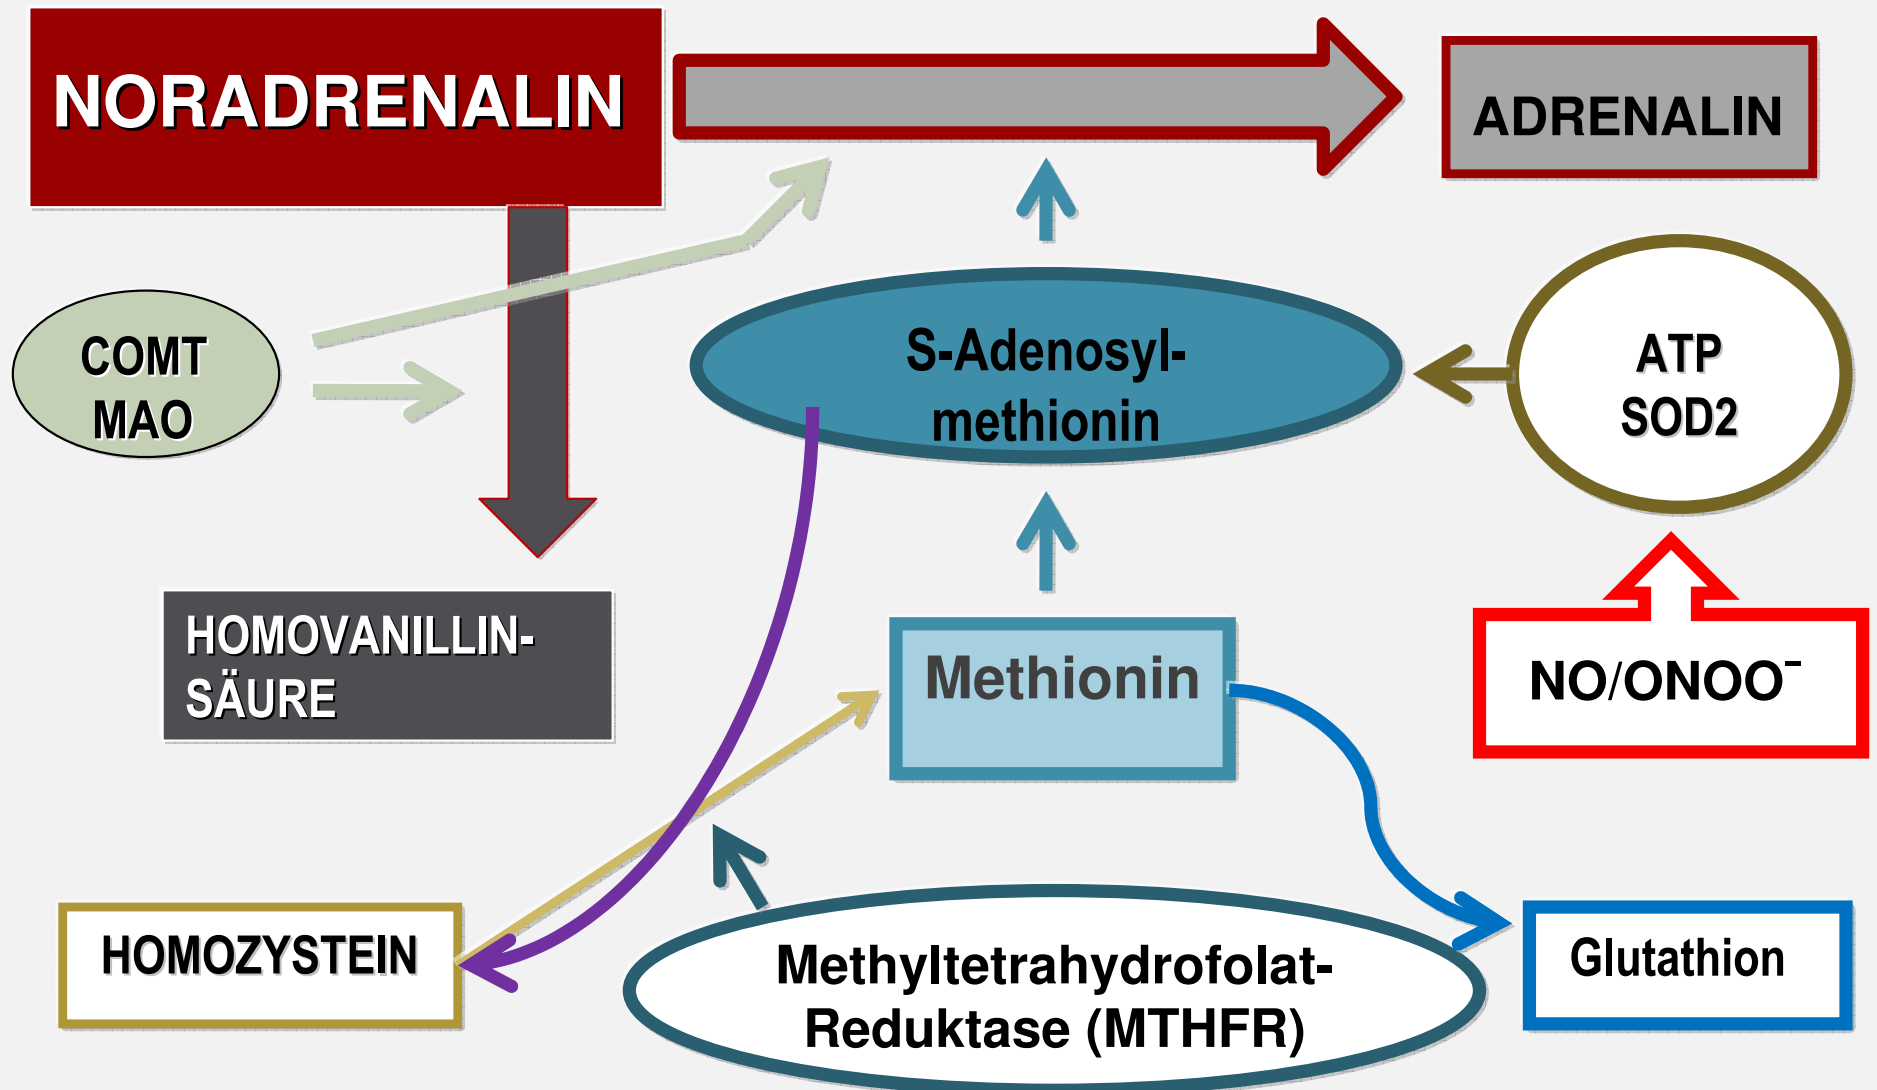 NORADRENALIN
ADRENALIN
COMT
MAO
S-Adenosyl-
methionin
ATP
SOD2
HOMOVANILLIN-
SÄURE
Methionin
NO/ONOO⁻
HOMOZYSTEIN
Methyltetrahydrofolat-
Reduktase (MTHFR)
Glutathion